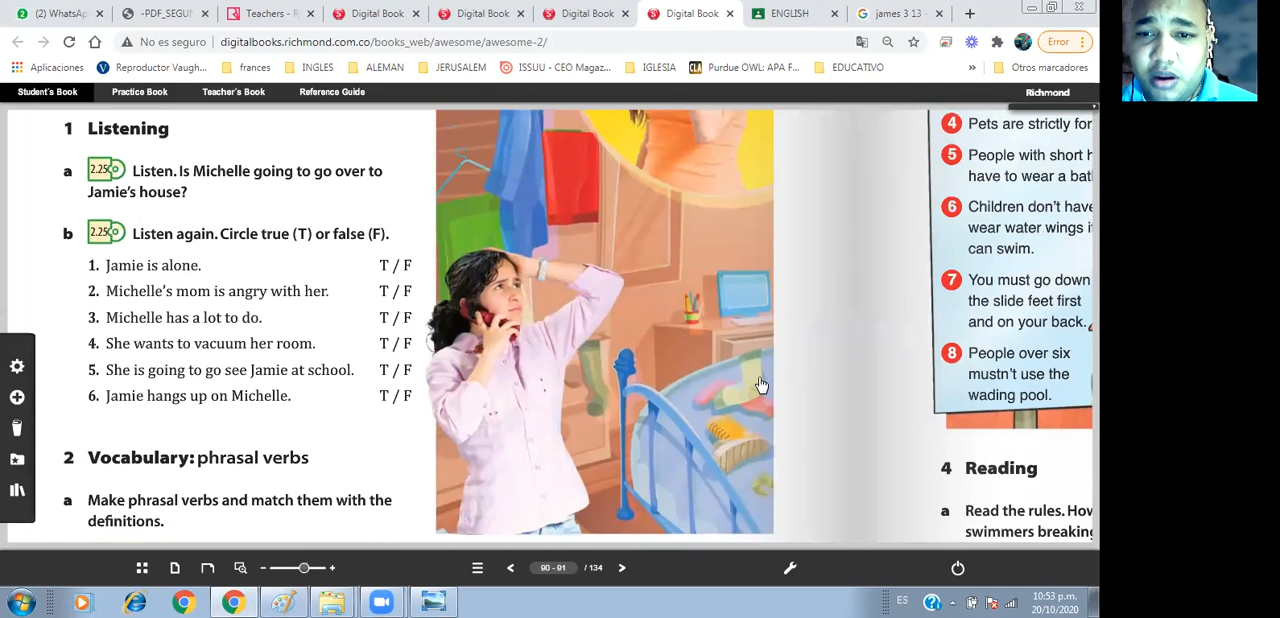 (2) WhatsAp
-PDF_SEGUN
Teachers - R
Digital Book
Digital Book
Digital Book
Digital Book
ENGLISH
james 3 13 -
No es seguro
digitalbooks.richmond.com.co/books_web/awesome/awesome-2/
Error
Aplicaciones
Reproductor Vaugh...
frances
INGLES
ALEMAN
JERUSALEM
ISSUU - CEO Magaz...
IGLESIA
Purdue OWL: APA F...
EDUCATIVO
»
Otros marcadores
Student's Book
Practice Book
Teacher's Book
Reference Guide
Richmond
1 Listening
a 2.25 Listen. Is Michelle going to go over to
Jamie's house?
b 2.25 Listen again. Circle true (T) or false (F).
1. Jamie is alone. T / F
2. Michelle's mom is angry with her. T / F
3. Michelle has a lot to do. T / F
4. She wants to vacuum her room. T / F
5. She is going to go see Jamie at school. T / F
6. Jamie hangs up on Michelle. T / F
2 Vocabulary: phrasal verbs
a Make phrasal verbs and match them with the
definitions.
4 Pets are strictly for
5 People with short h
have to wear a bat
6 Children don't have
wear water wings i
can swim.
7 You must go down
the slide feet first
and on your back.
8 People over six
mustn't use the
wading pool.
4 Reading
a Read the rules. How
swimmers breaking
90 - 91 / 134
ES
10:53 p.m.
20/10/2020